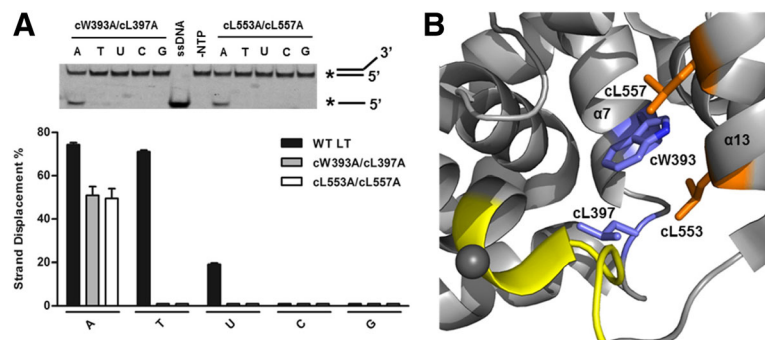 A
cW393A/cL397A
ssDNA
-NTP
cL553A/cL557A
A T U C G
A T U C G
3’
* 5’
* 5’
Strand Displacement %
80
60
40
20
0
WT LT
cW393A/cL397A
cL553A/cL557A
A T U C G
B
cL557
α7
α13
cW393
cL397
cL553